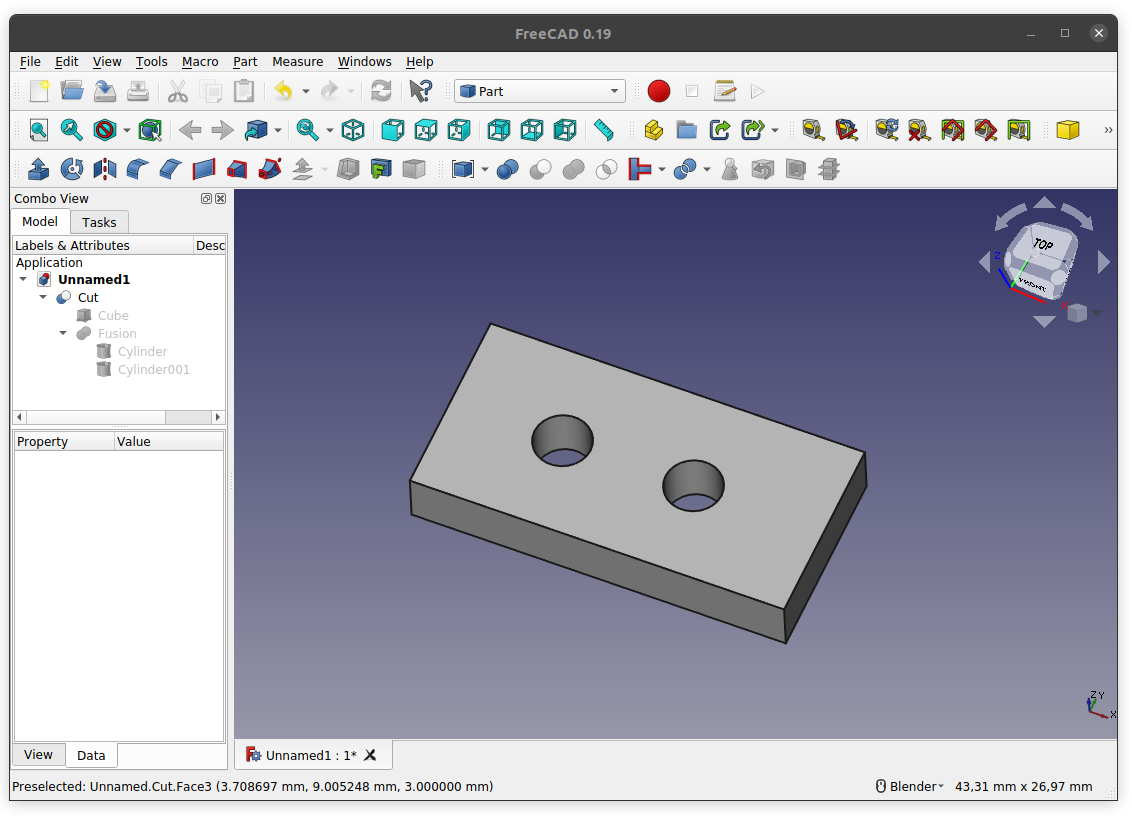 FreeCAD 0.19
File Edit View Tools Macro Part Measure Windows Help
Part
»
Combo View
Model Tasks
Labels & Attributes Desc
Application
Unnamed1
Cut
Cube
Fusion
Cylinder
Cylinder001
Property Value
View Data
TOP
FRONT
Z
Z Y
X
Unnamed1 : 1*
Preselected: Unnamed.Cut.Face3 (3.708697 mm, 9.005248 mm, 3.000000 mm)
Blender 43,31 mm x 26,97 mm